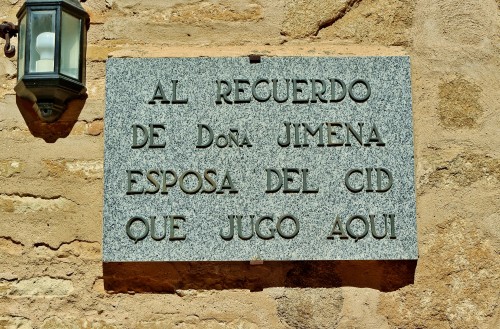 AL RECUERDO
DE DOÑA JIMENA
ESPOSA DEL CID
QUE JUGO AQUI